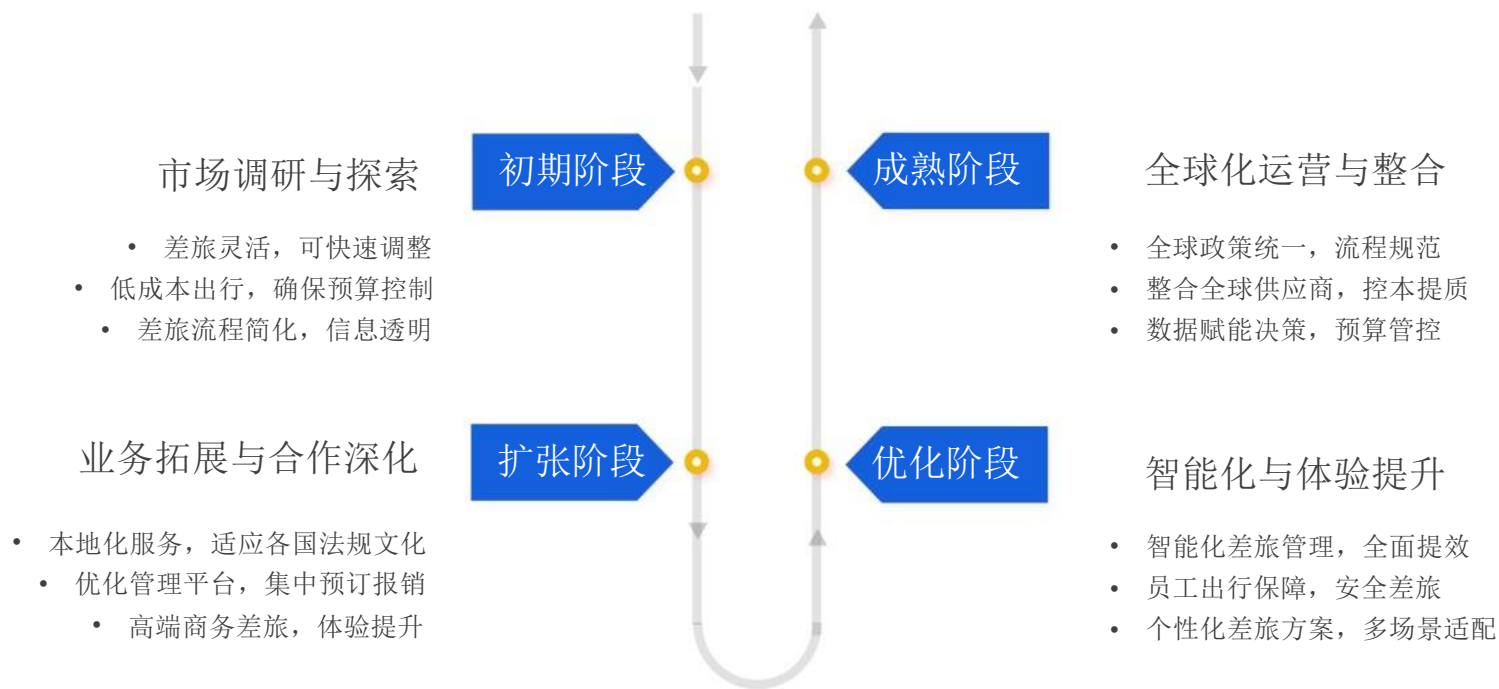 初期阶段
市场调研与探索
• 差旅灵活，可快速调整
• 低成本出行，确保预算控制
• 差旅流程简化，信息透明
扩张阶段
业务拓展与合作深化
• 本地化服务，适应各国法规文化
• 优化管理平台，集中预订报销
• 高端商务差旅，体验提升
优化阶段
智能化与体验提升
• 智能化差旅管理，全面提效
• 员工出行保障，安全差旅
• 个性化差旅方案，多场景适配
成熟阶段
全球化运营与整合
• 全球政策统一，流程规范
• 整合全球供应商，控本提质
• 数据赋能决策，预算管控